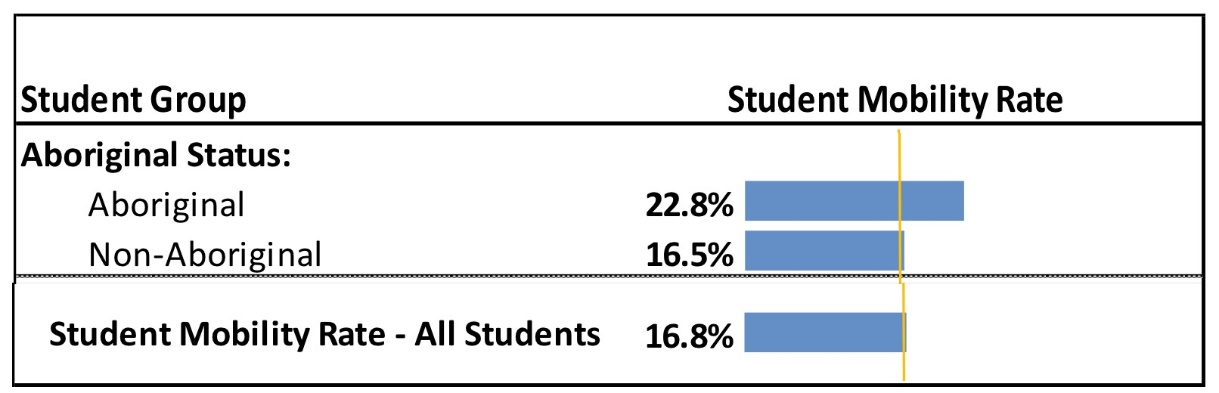 Student Group Student Mobility Rate
Aboriginal Status:
Aboriginal 22.8%
Non-Aboriginal 16.5%
Student Mobility Rate - All Students 16.8%